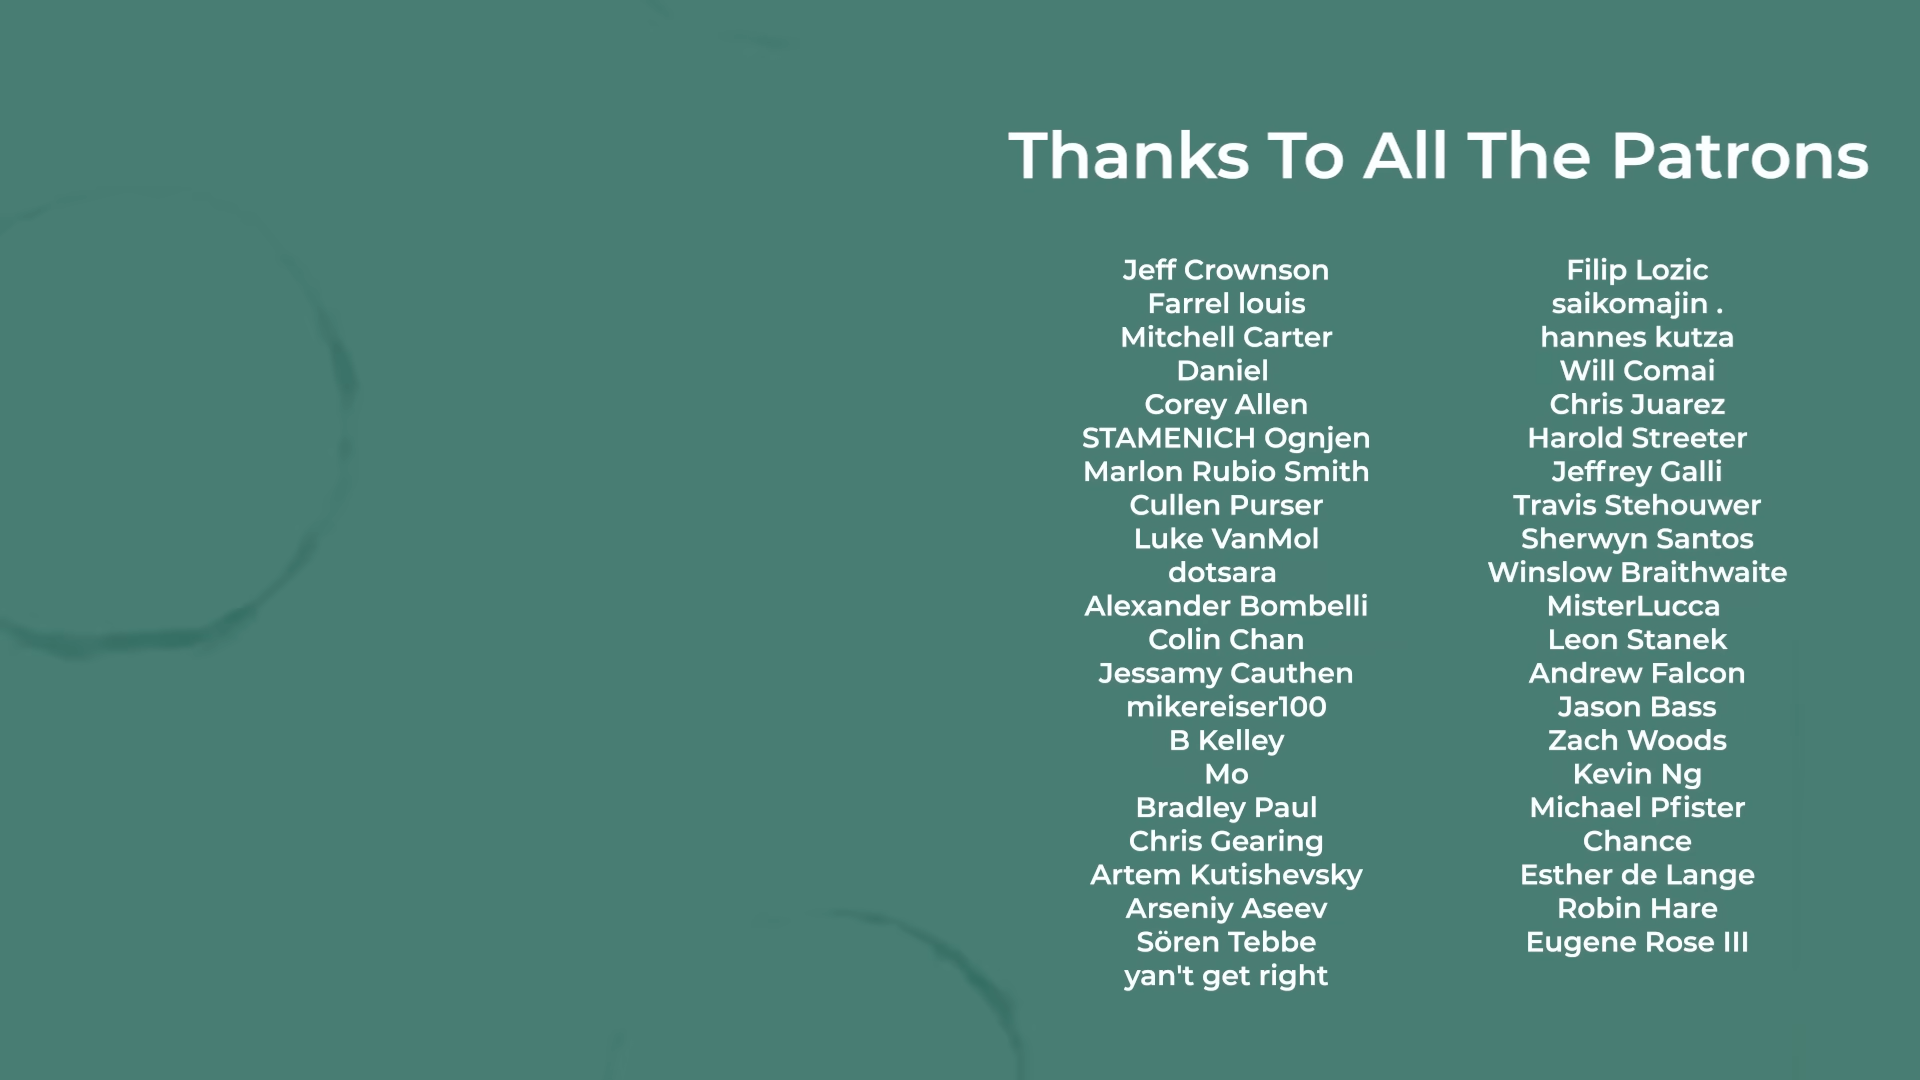 Thanks To All The Patrons
Jeff Crownson
Farrel louis
Mitchell Carter
Daniel
Corey Allen
STAMENICH Ognjen
Marlon Rubio Smith
Cullen Purser
Luke VanMol
dotsara
Alexander Bombelli
Colin Chan
Jessamy Cauthen
mikereiser100
B Kelley
Mo
Bradley Paul
Chris Gearing
Artem Kutishevsky
Arseniy Aseev
Sören Tebbe
yan't get right
Filip Lozic
saikomajin .
hannes kutza
Will Comai
Chris Juarez
Harold Streeter
Jeffrey Galli
Travis Stehouwer
Sherwyn Santos
Winslow Braithwaite
MisterLucca
Leon Stanek
Andrew Falcon
Jason Bass
Zach Woods
Kevin Ng
Michael Pfister
Chance
Esther de Lange
Robin Hare
Eugene Rose III